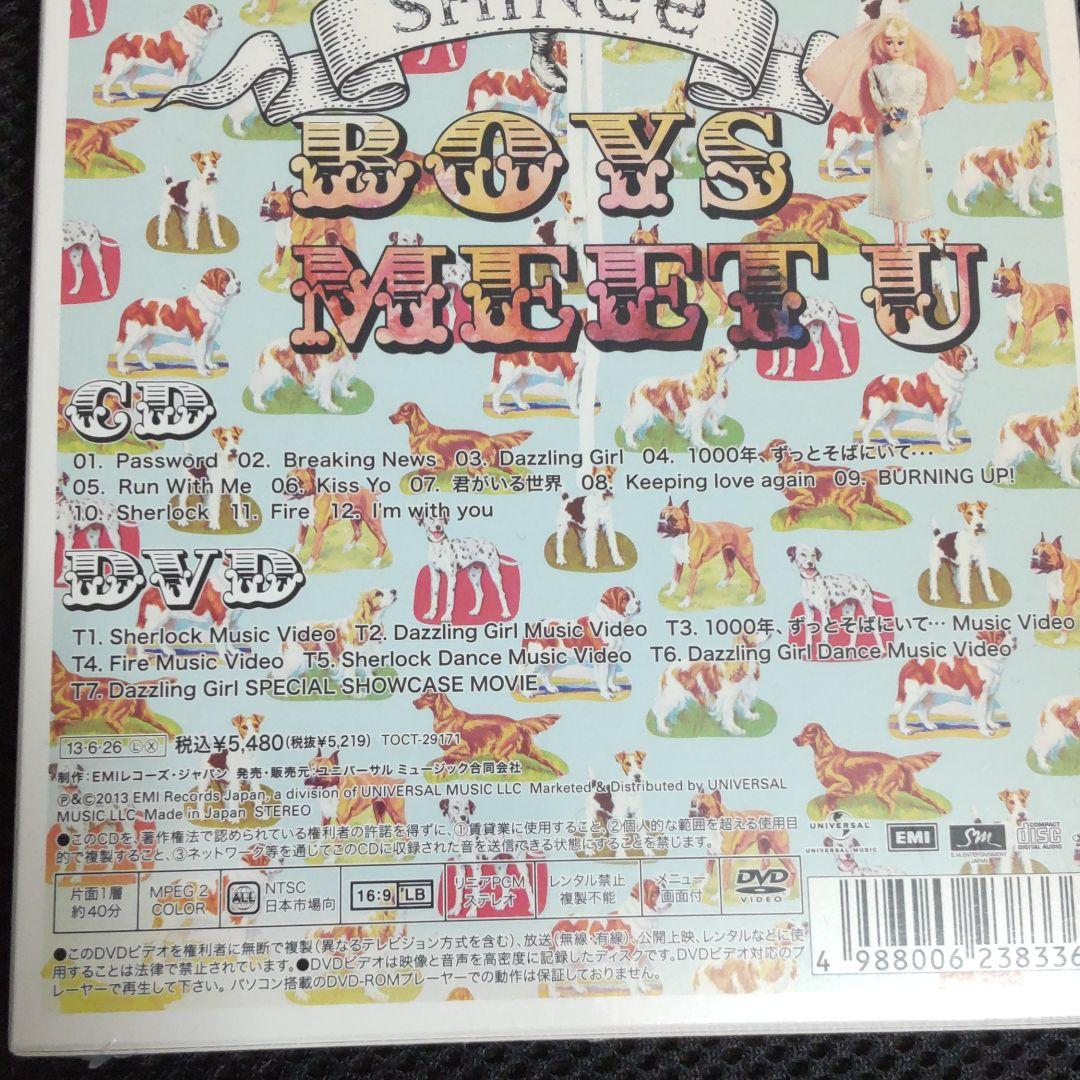 SHINee
BOYS
MEET U
CD
01. Password 02. Breaking News 03. Dazzling Girl 04. 1000年、ずっとそばにいて…
05. Run With Me 06. Kiss Yo 07. 君がいる世界 08. Keeping love again 09. BURNING UP!
10. Sherlock 11. Fire 12. I'm with you
DVD
T1. Sherlock Music Video T2. Dazzling Girl Music Video T3. 1000年、ずっとそばにいて… Music Video
T4. Fire Music Video T5. Sherlock Dance Music Video T6. Dazzling Girl Dance Music Video
T7. Dazzling Girl SPECIAL SHOWCASE MOVIE
13・6・26 Ⓛ Ⓧ 税込¥5,480(税抜¥5,219) TOCT-29171
制作:EMIレコーズ・ジャパン 発売・販売元:ユニバーサル ミュージック合同会社
℗&©2013 EMI Records Japan, a division of UNIVERSAL MUSIC LLC Marketed & Distributed by UNIVERSAL
MUSIC LLC Made in Japan STEREO
●このCDを、著作権法で認められている権利者の許諾を得ずに、①賃貸業に使用すること、②個人的な範囲を超える使用目
的で複製すること、③ネットワーク等を通じてこのCDに収録された音を送信できる状態にすることを禁じます。
UNIVERSAL
UNIVERSAL MUSIC
EMI
SM
S.M.ENTERTAINMENT
JAPAN
COMPACT
disc
DIGITAL AUDIO
片面1層
約40分
MPEG 2
COLOR
ALL
NTSC
日本市場向
16:9 LB
リニアPCM
ステレオ
レンタル禁止
複製不能
メニュー
画面付
DVD
VIDEO
●このDVDビデオを権利者に無断で複製(異なるテレビジョン方式を含む)、放送(無線・有線)、公開上映、レンタルなどに使
用することは法律で禁止されています。●DVDビデオは映像と音声を高密度に記録したディスクです。DVDビデオ対応のプ
レーヤーで再生して下さい。パソコン搭載のDVD-ROMプレーヤーでの動作は保証しておりません。
4 988006 238336